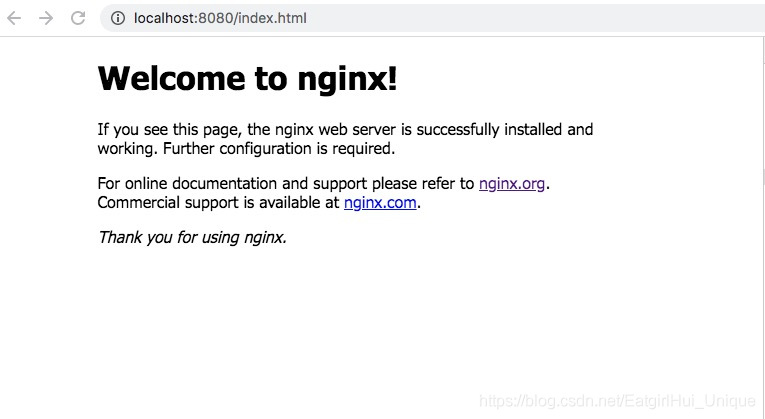 localhost:8080/index.html
Welcome to nginx!
If you see this page, the nginx web server is successfully installed and
working. Further configuration is required.
For online documentation and support please refer to nginx.org.
Commercial support is available at nginx.com.
Thank you for using nginx.
https://blog.csdn.net/EatgirlHui_Unique